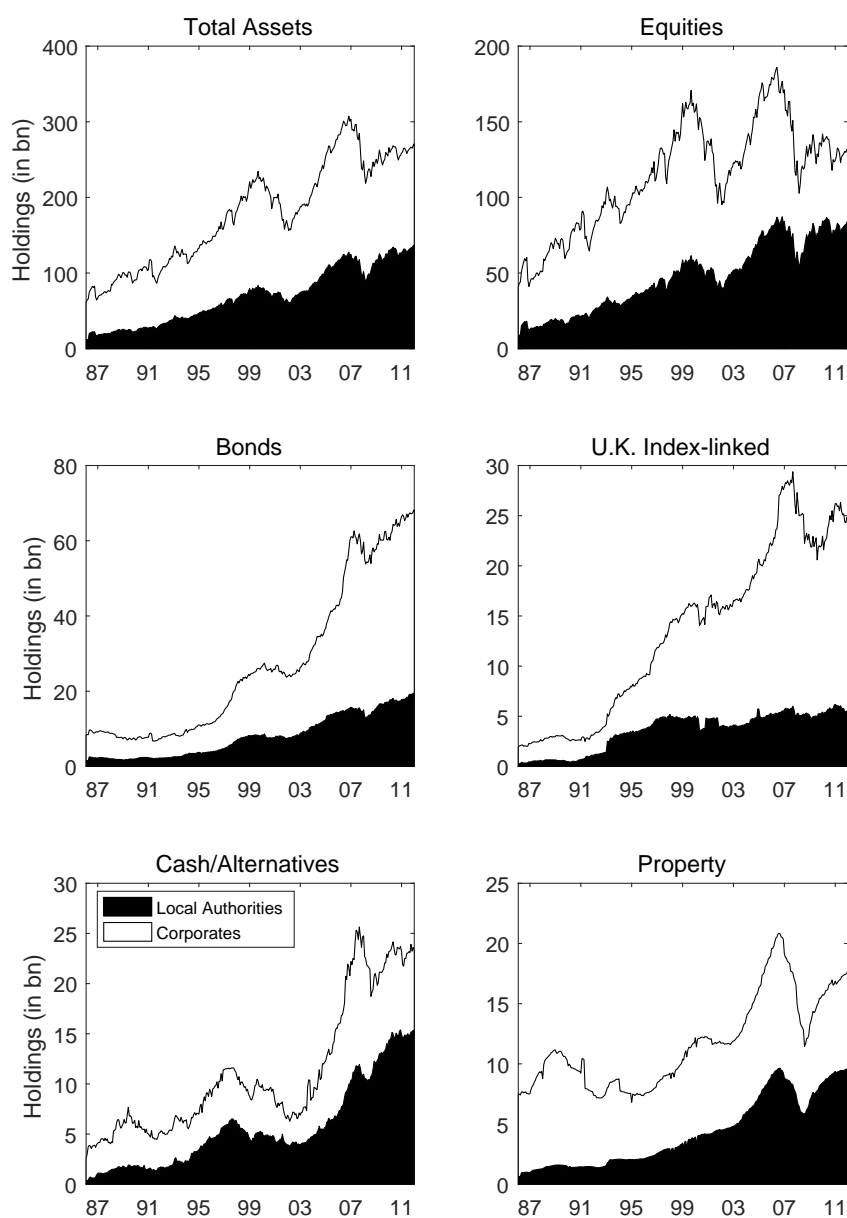 Total Assets
400
300
200
100
0
Holdings (in bn)
87 91 95 99 03 07 11
Equities
200
150
100
50
0
87 91 95 99 03 07 11
Bonds
80
60
40
20
0
Holdings (in bn)
87 91 95 99 03 07 11
U.K. Index-linked
30
25
20
15
10
5
0
87 91 95 99 03 07 11
Cash/Alternatives
30
25
20
15
10
5
0
Holdings (in bn)
Local Authorities
Corporates
87 91 95 99 03 07 11
Property
25
20
15
10
5
0
87 91 95 99 03 07 11